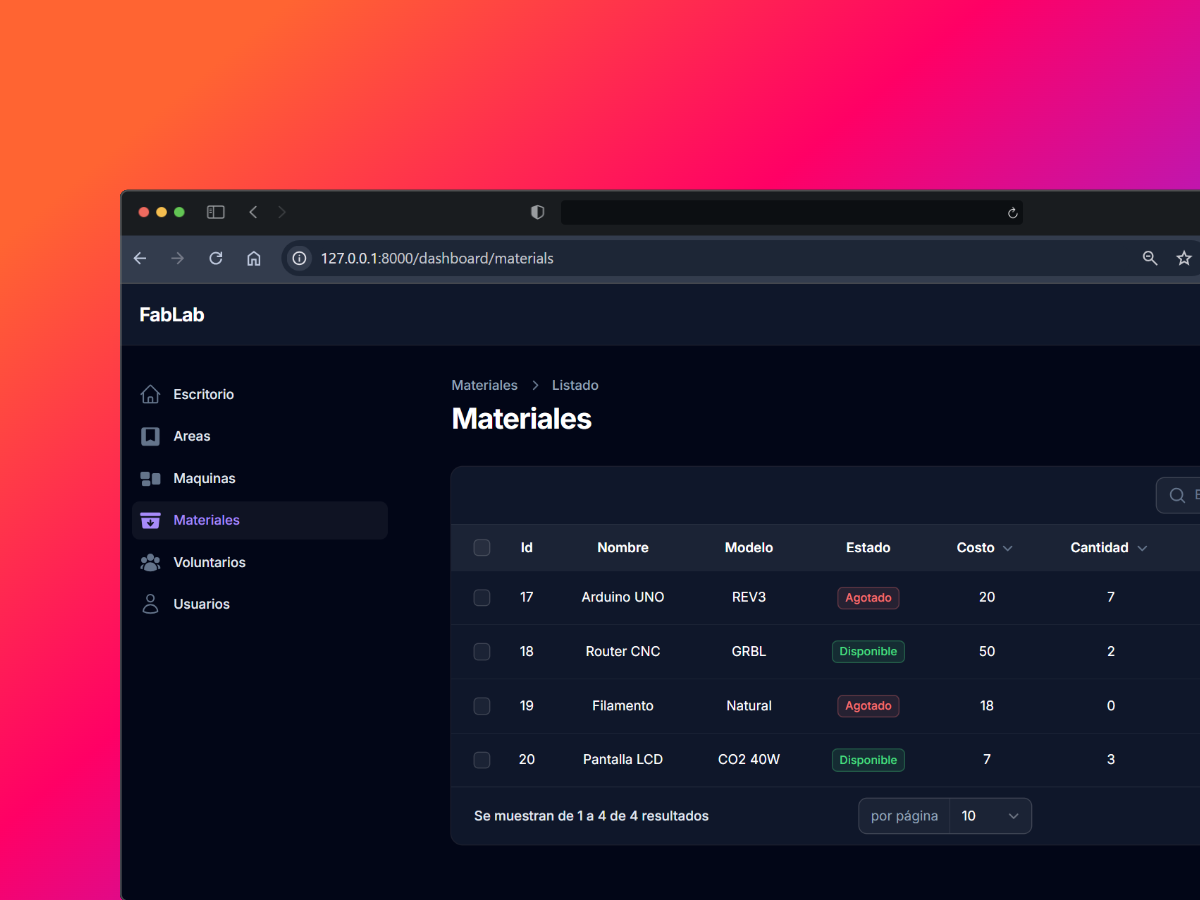 127.0.0.1:8000/dashboard/materials
FabLab
Escritorio
Areas
Maquinas
Materiales
Voluntarios
Usuarios
Materiales > Listado
Materiales
Id Nombre Modelo Estado Costo Cantidad
17 Arduino UNO REV3 Agotado 20 7
18 Router CNC GRBL Disponible 50 2
19 Filamento Natural Agotado 18 0
20 Pantalla LCD CO2 40W Disponible 7 3
Se muestran de 1 a 4 de 4 resultados
por página 10